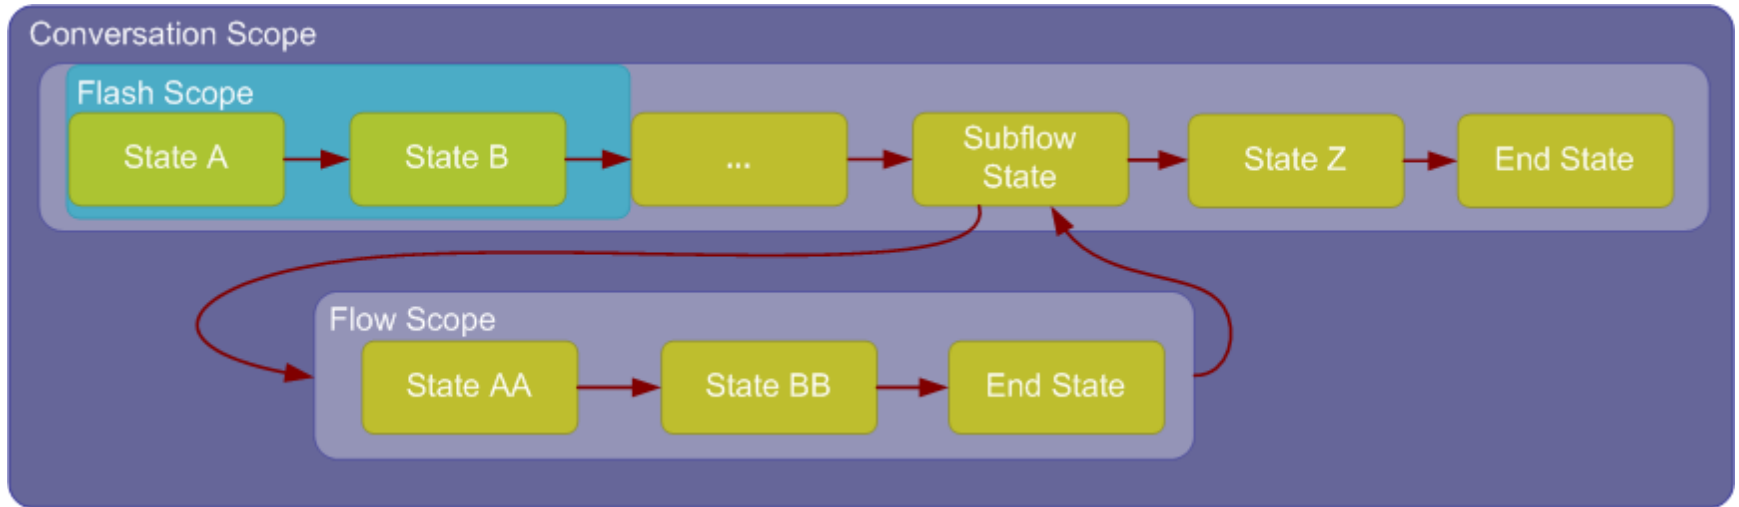 Conversation Scope
Flash Scope
State A
State B
...
Subflow
State
State Z
End State
Flow Scope
State AA
State BB
End State